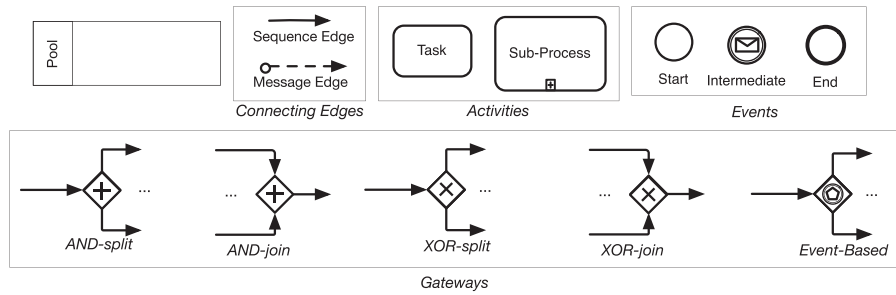 Pool
Sequence Edge
Message Edge
Connecting Edges
Task
Sub-Process
Activities
Start
Intermediate
End
Events
...
AND-split
...
AND-join
...
XOR-split
...
XOR-join
...
Event-Based
Gateways